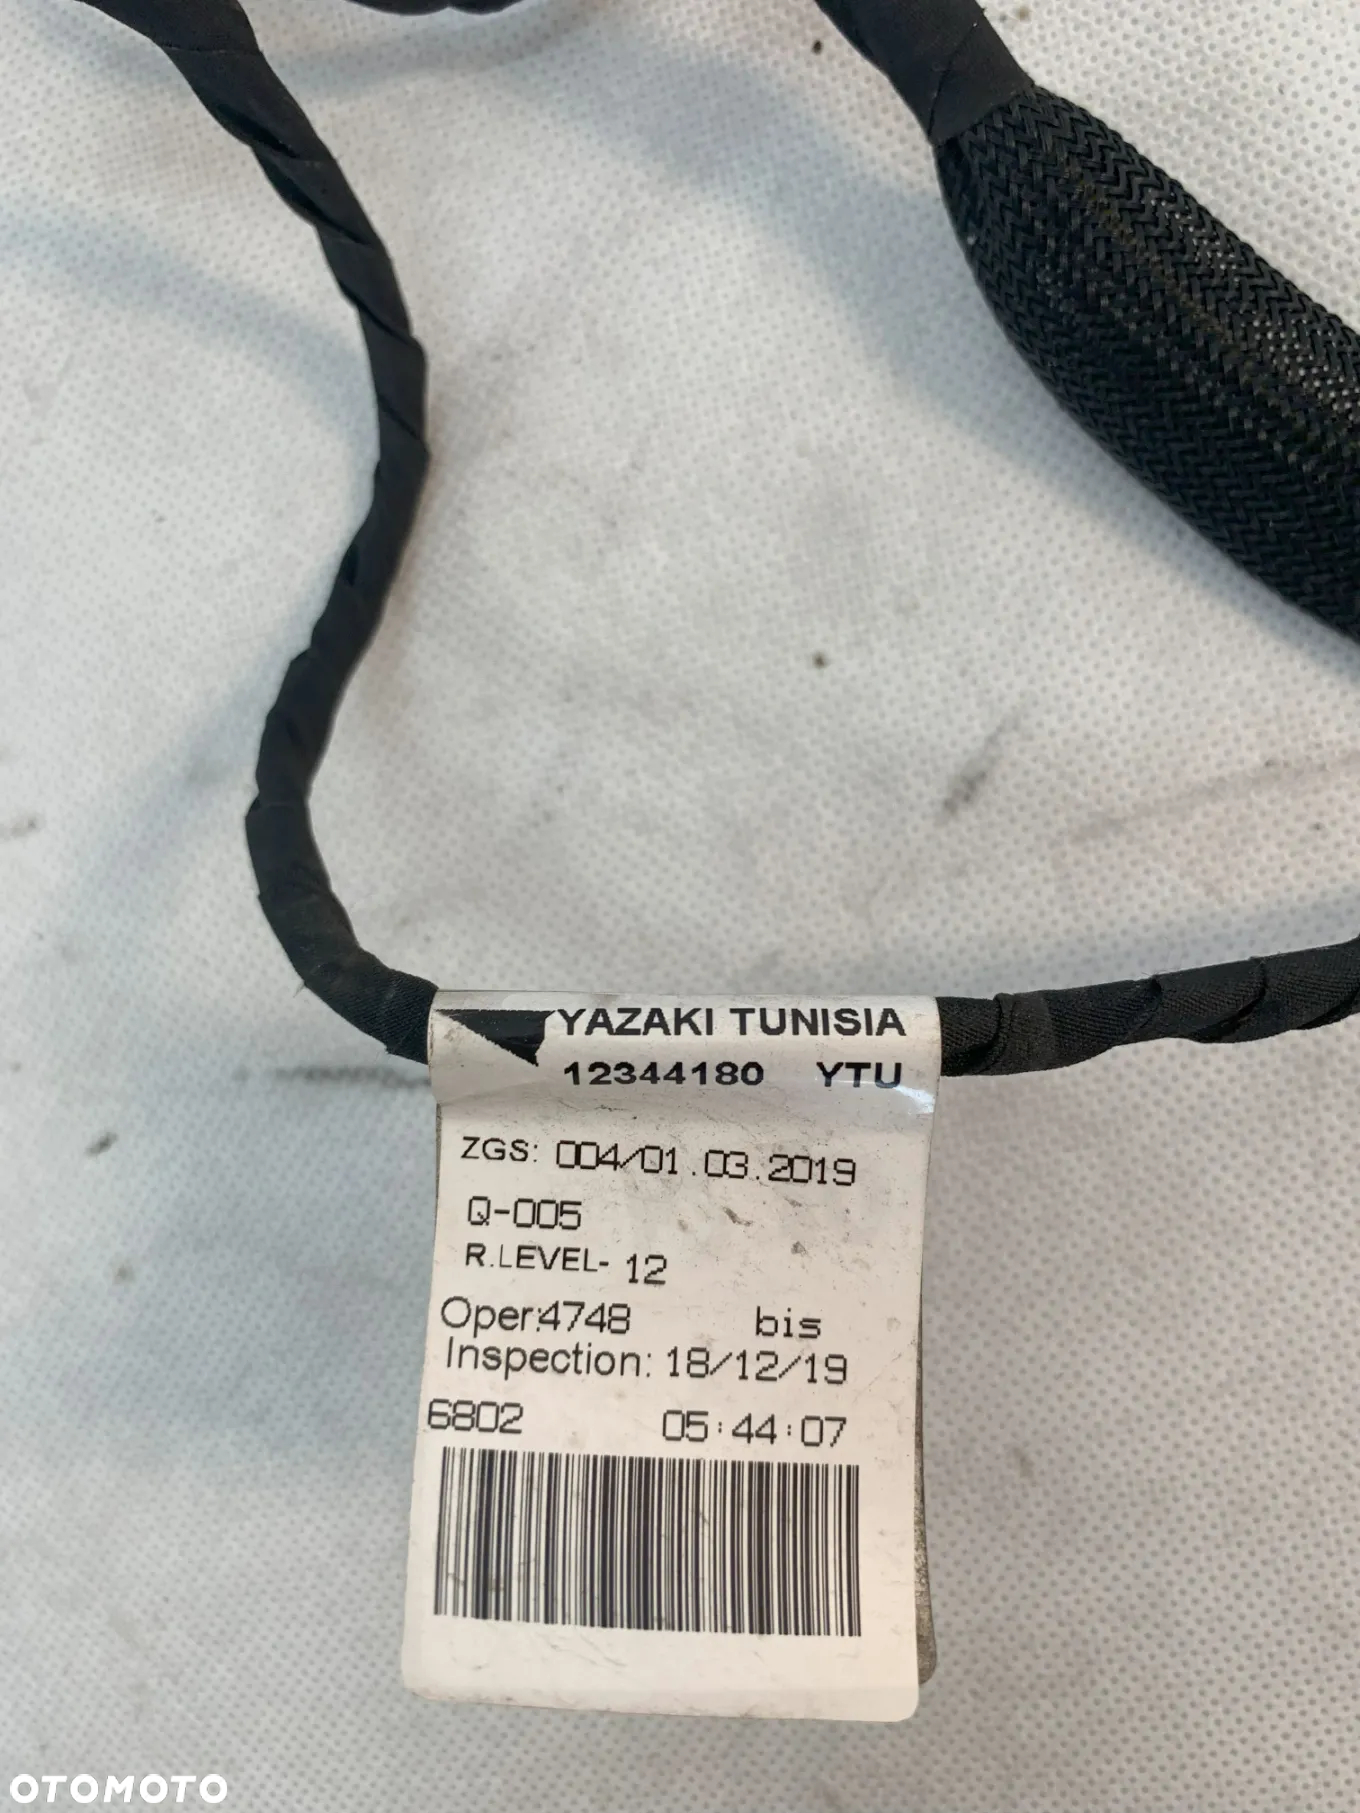 YAZAKI TUNISIA
12344180 YTU
ZGS: 004/01.03.2019
Q-005
R.LEVEL- 12
Oper:4748 bis
Inspection: 18/12/19
6802 05:44:07
OTOMOTO